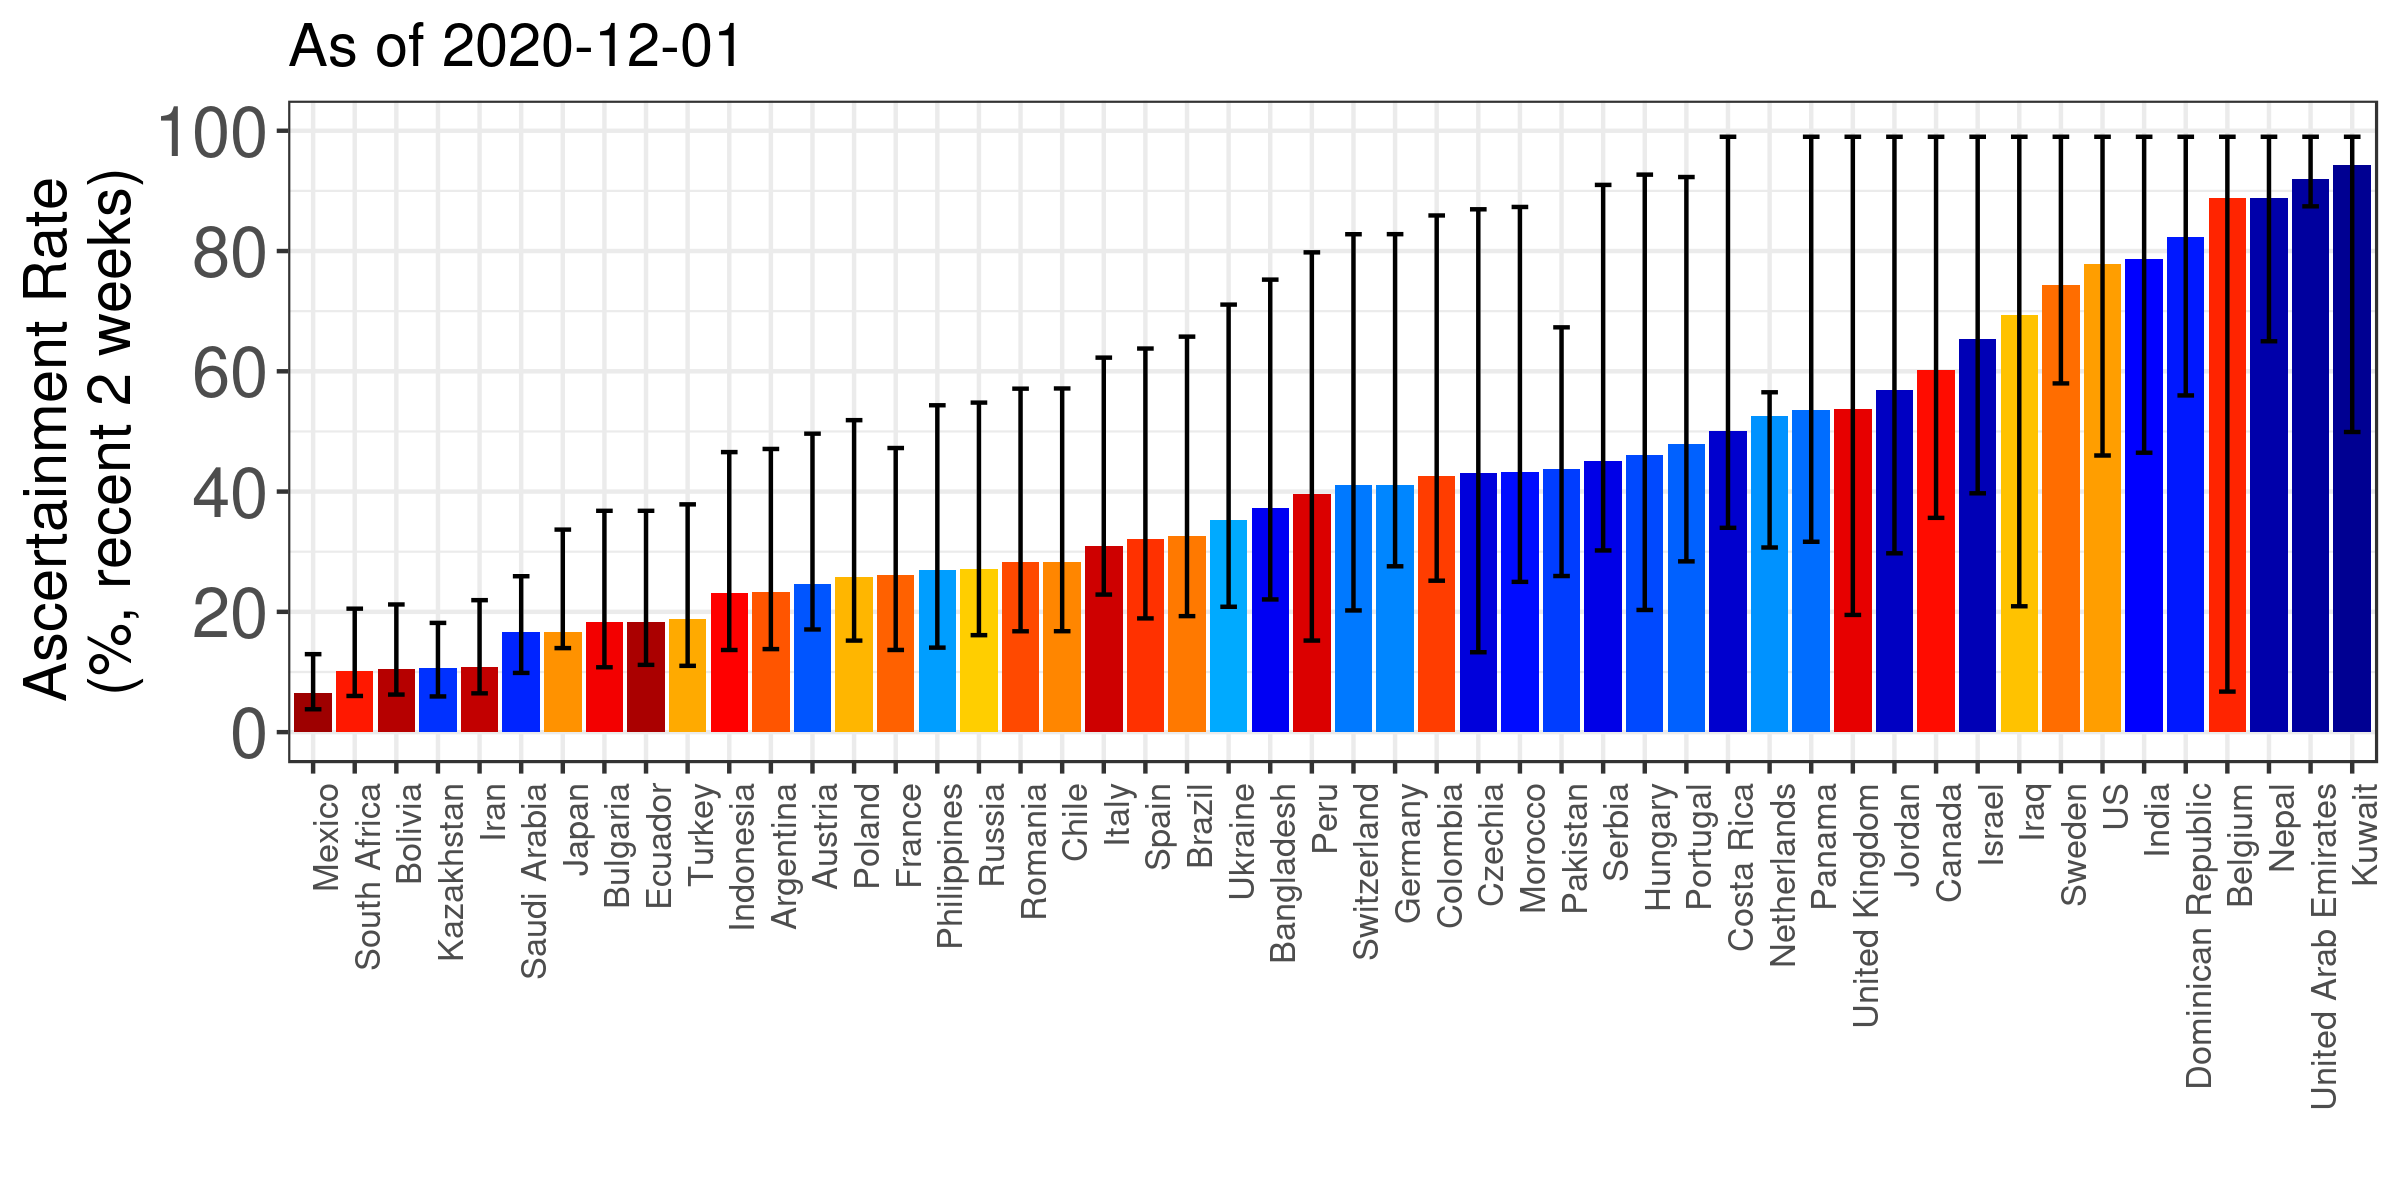 As of 2020-12-01
Ascertainment Rate
(%, recent 2 weeks)
100
80
60
40
20
0
Mexico
South Africa
Bolivia
Kazakhstan
Iran
Saudi Arabia
Japan
Bulgaria
Ecuador
Turkey
Indonesia
Argentina
Austria
Poland
France
Philippines
Russia
Romania
Chile
Italy
Spain
Brazil
Ukraine
Bangladesh
Peru
Switzerland
Germany
Colombia
Czechia
Morocco
Pakistan
Serbia
Hungary
Portugal
Costa Rica
Netherlands
Panama
United Kingdom
Jordan
Canada
Israel
Iraq
Sweden
US
India
Dominican Republic
Belgium
Nepal
United Arab Emirates
Kuwait